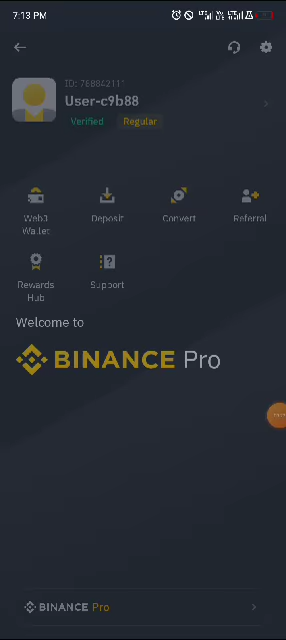 7:13 PM
ID: 788842111
User-c9b88
Verified Regular
Web3 Wallet
Deposit
Convert
Referral
Rewards Hub
Support
Welcome to
BINANCE Pro
BINANCE Pro